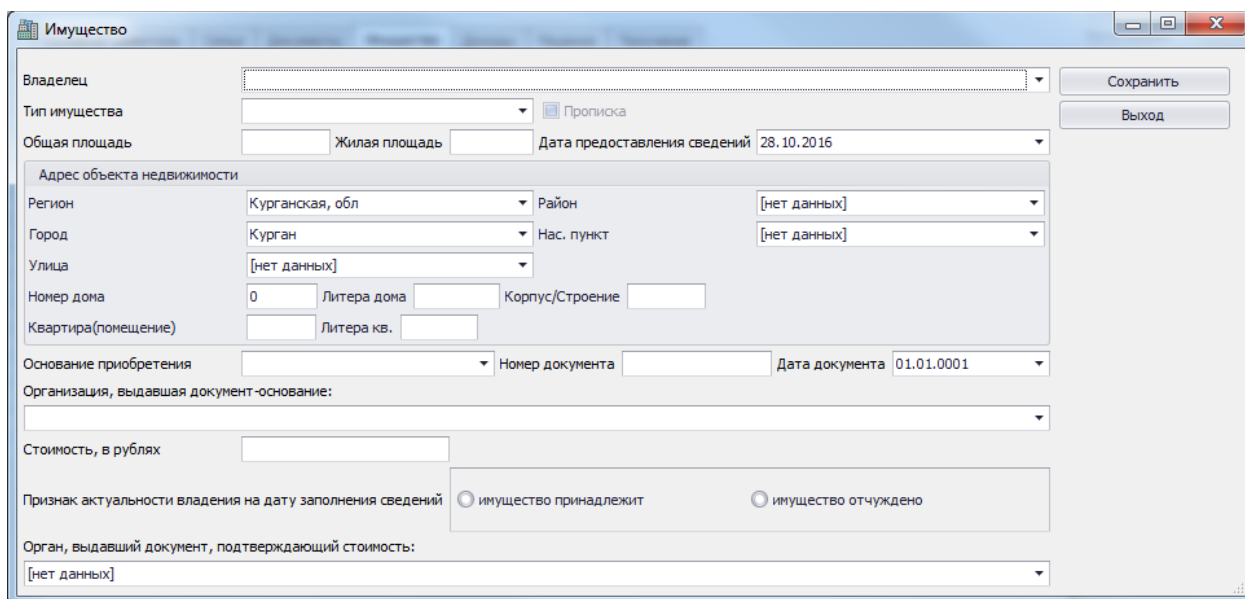 Имущество
Владелец
Сохранить
Тип имущества Прописка
Выход
Общая площадь Жилая площадь Дата предоставления сведений 28.10.2016
Адрес объекта недвижимости
Регион Курганская, обл Район [нет данных]
Город Курган Нас. пункт [нет данных]
Улица [нет данных]
Номер дома 0 Литера дома Корпус/Строение
Квартира(помещение) Литера кв.
Основание приобретения Номер документа Дата документа 01.01.0001
Организация, выдавшая документ-основание:
Стоимость, в рублях
Признак актуальности владения на дату заполнения сведений имущество принадлежит имущество отчуждено
Орган, выдавший документ, подтверждающий стоимость:
[нет данных]